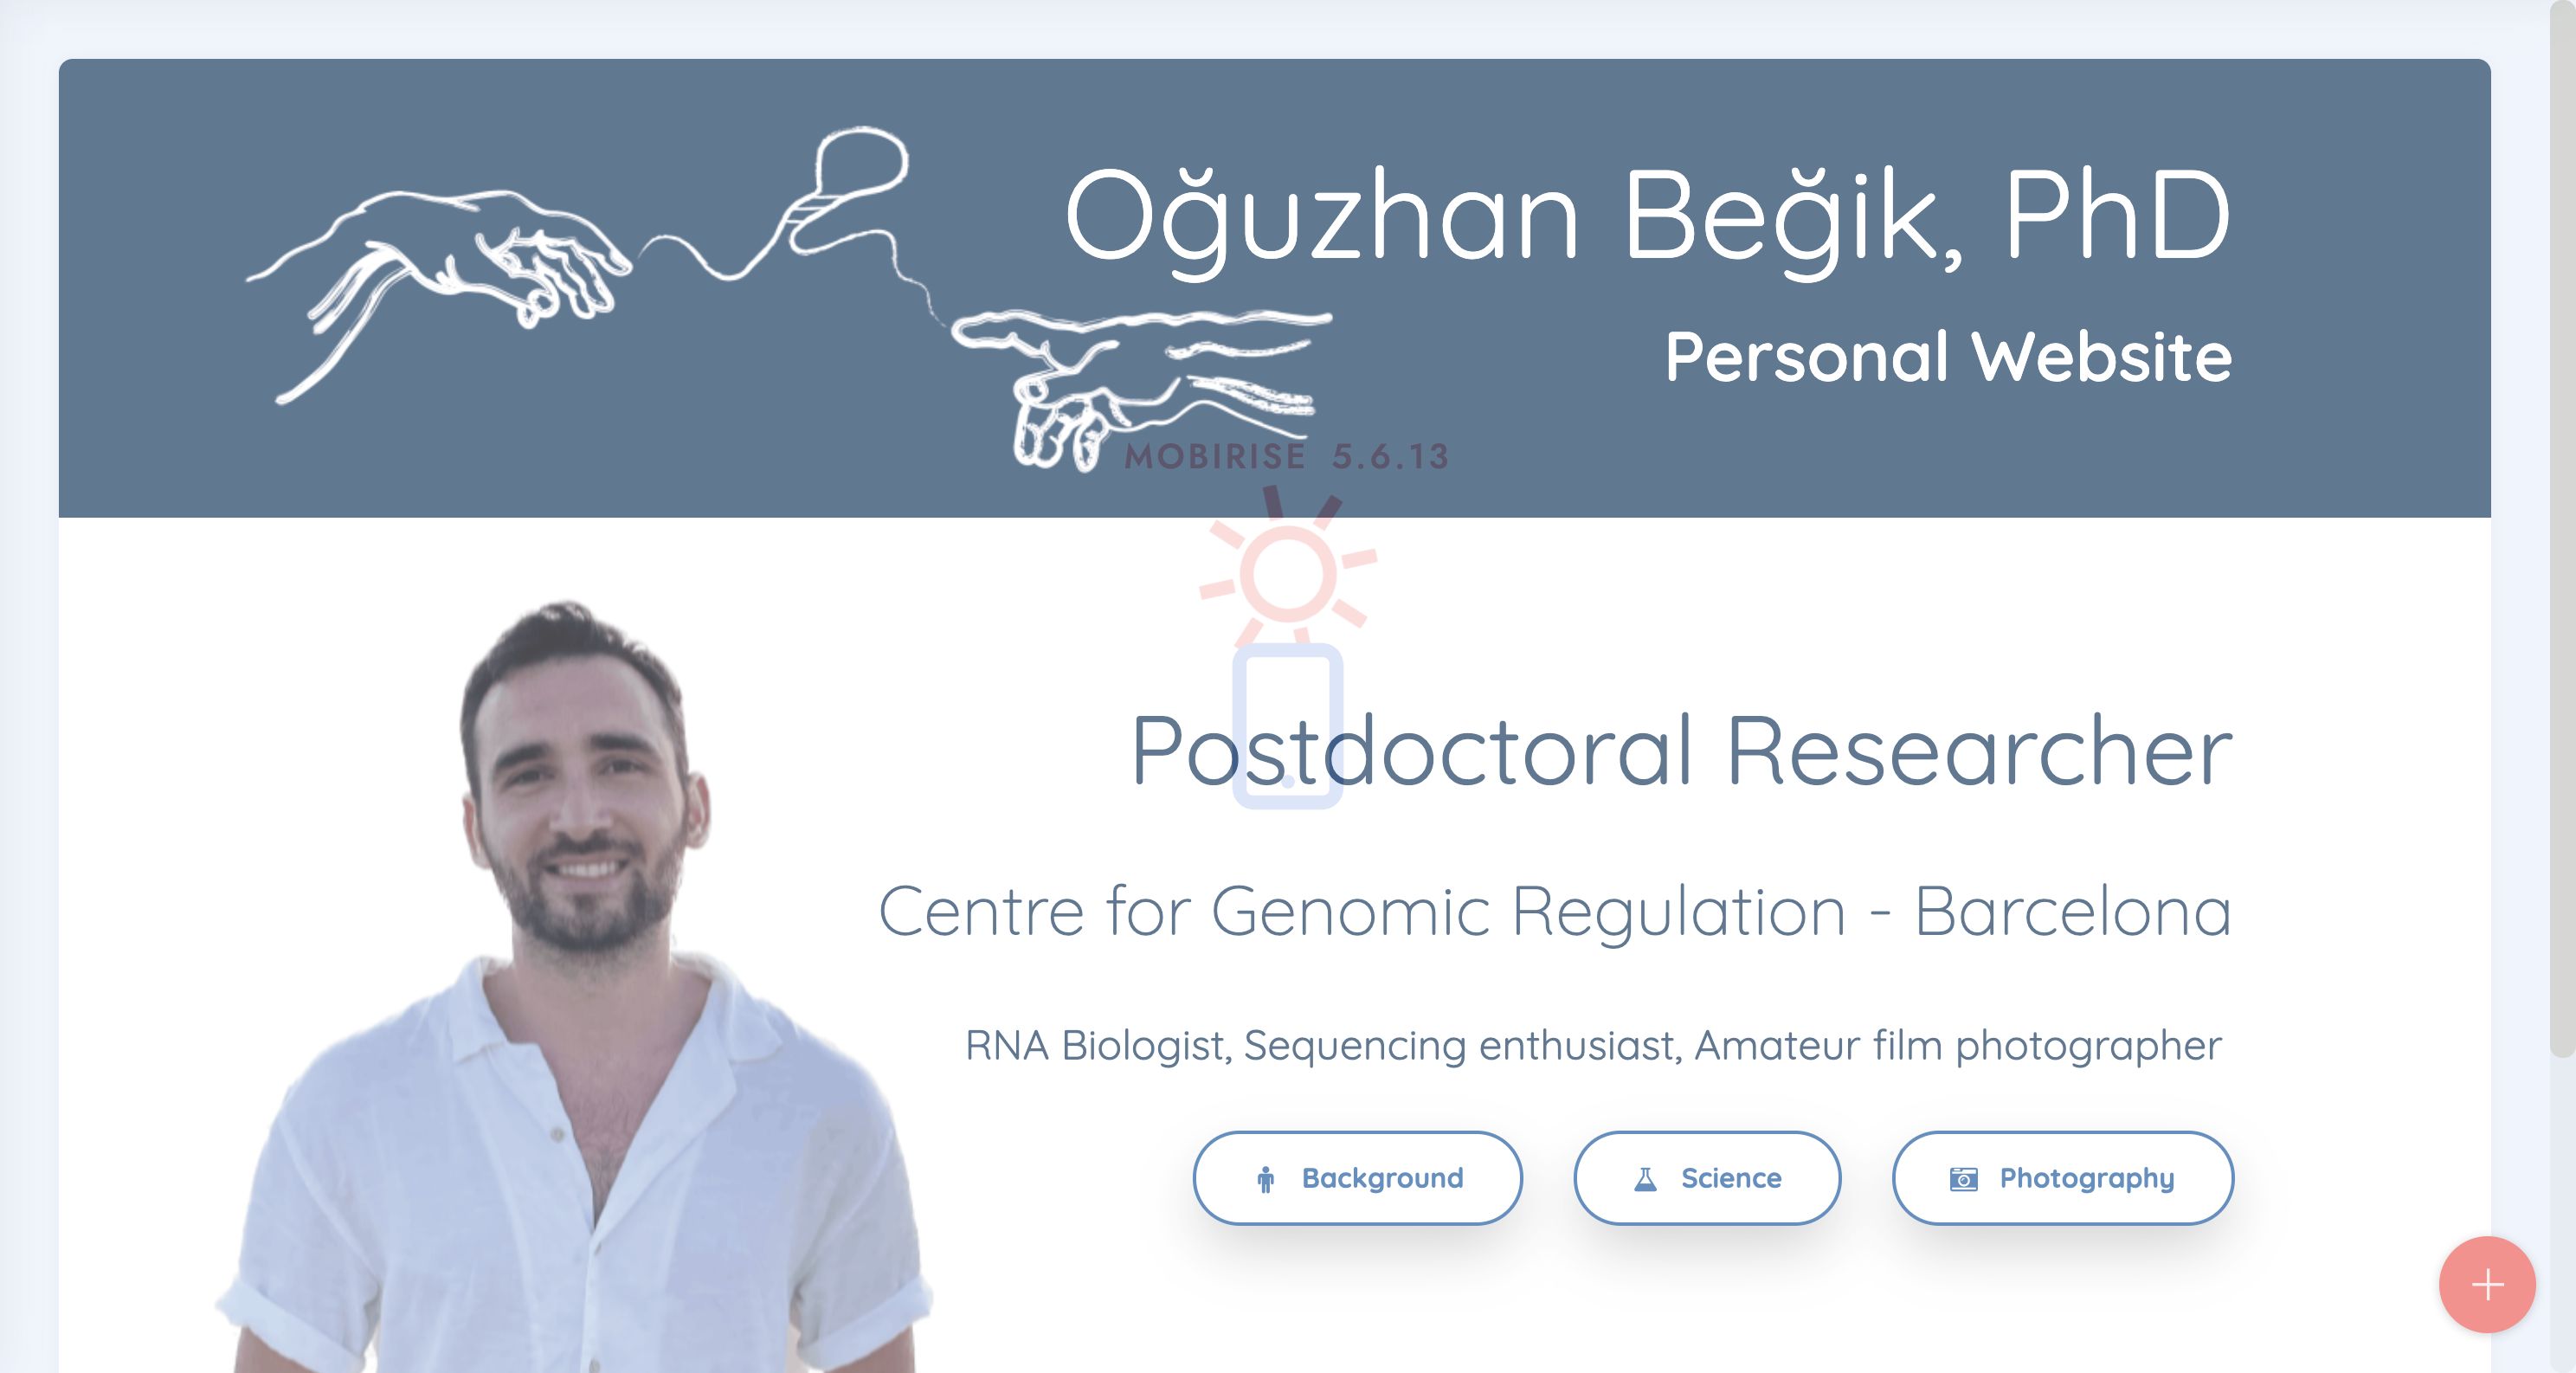 Oğuzhan Beğik, PhD
Personal Website
MOBIRISE 5.6.13
Postdoctoral Researcher
Centre for Genomic Regulation - Barcelona
RNA Biologist, Sequencing enthusiast, Amateur film photographer
Background Science Photography